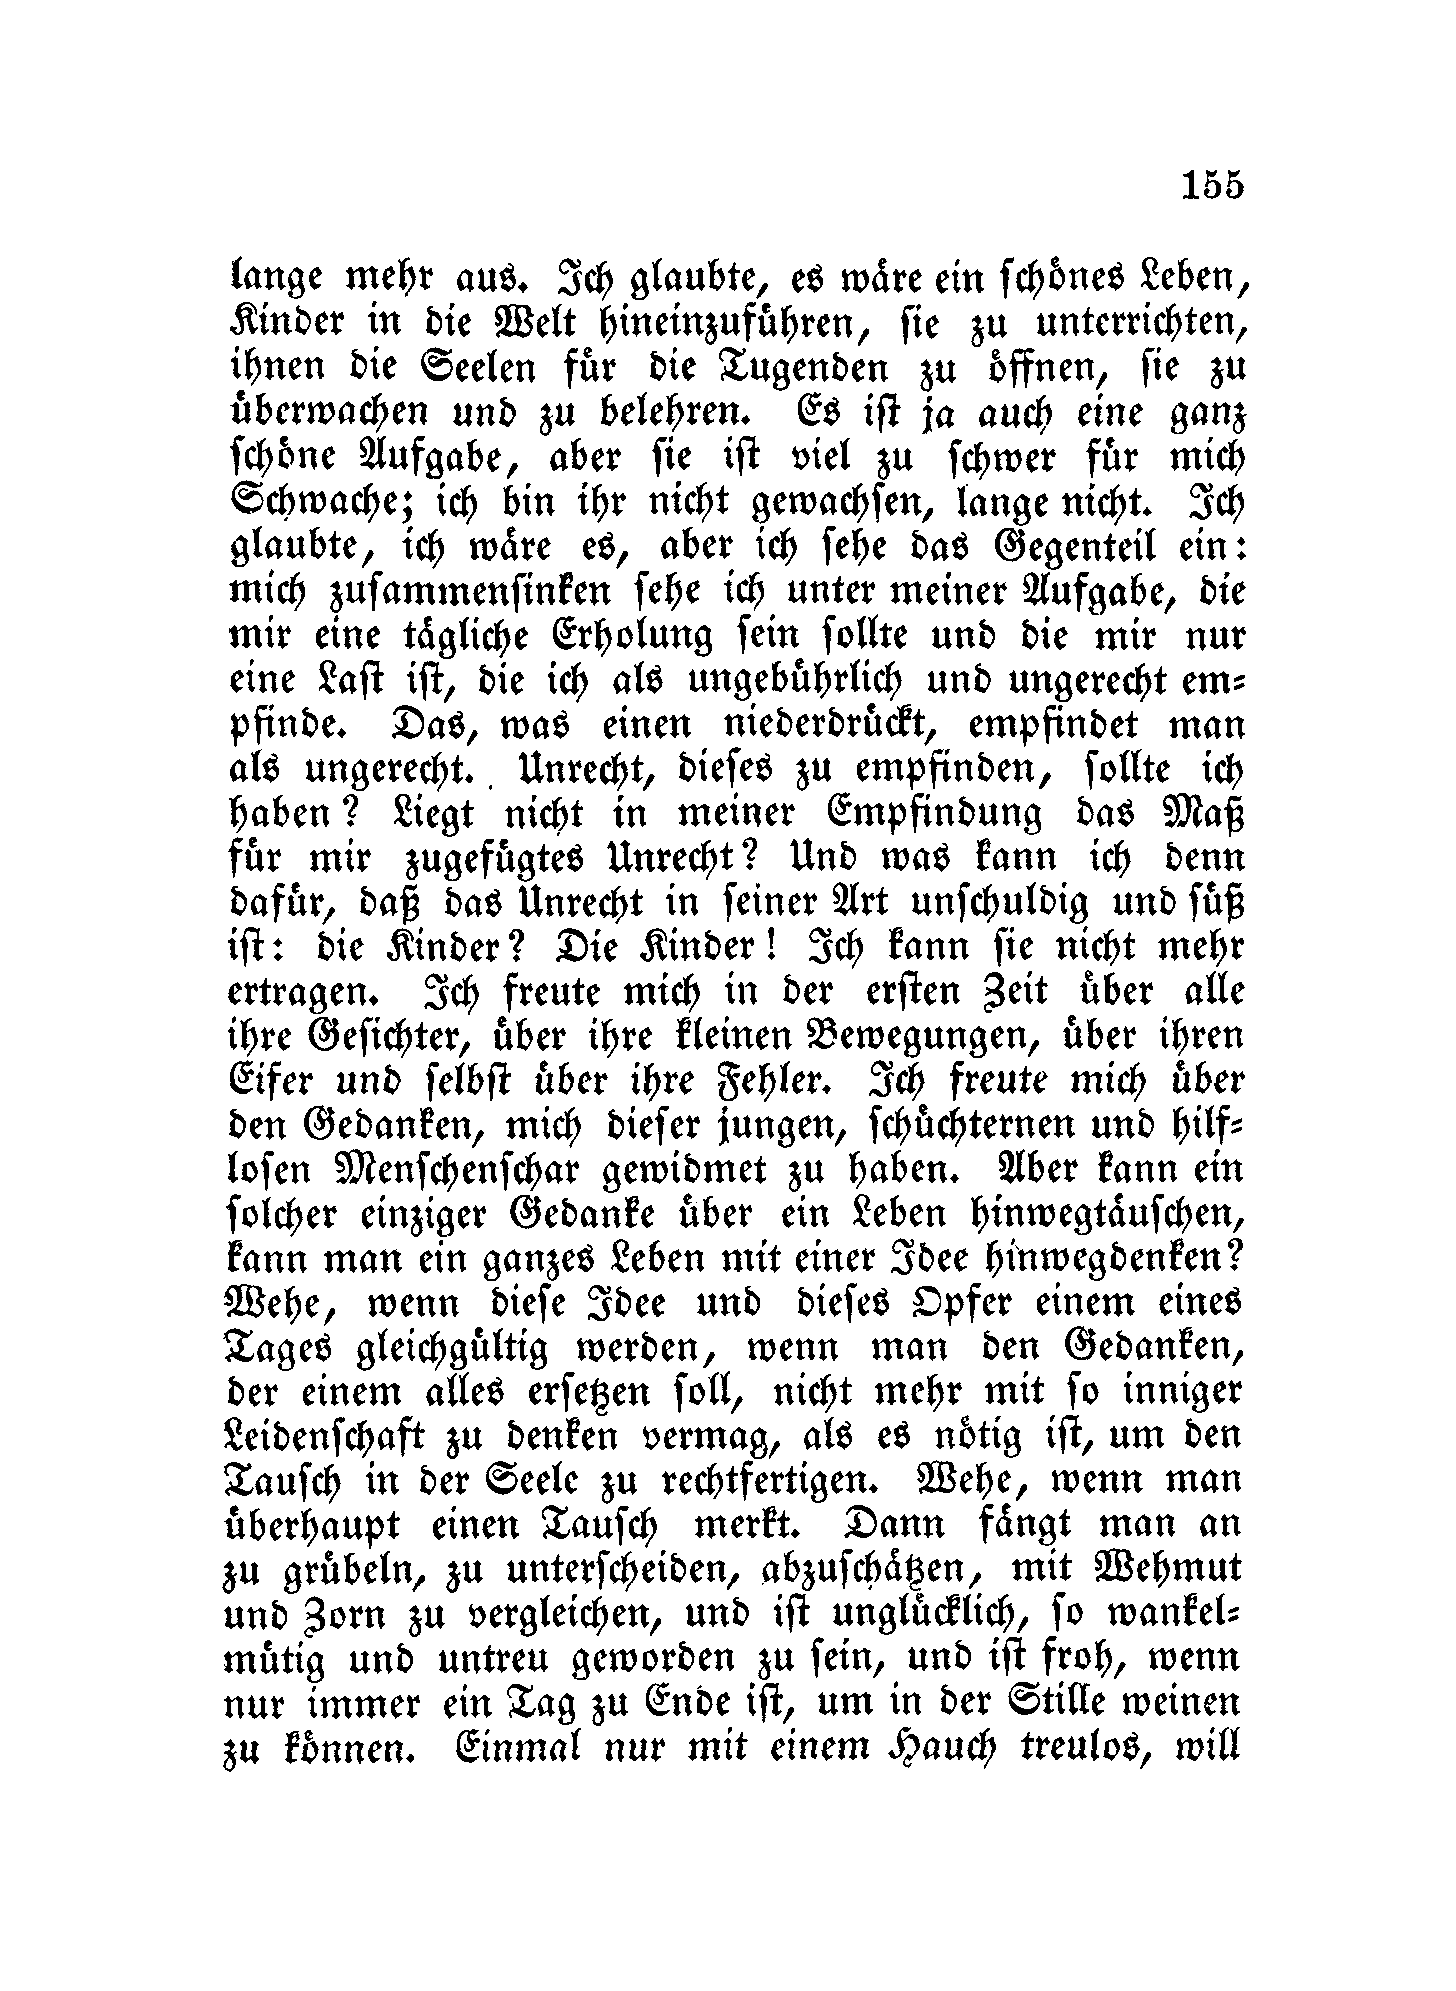 155
lange mehr aus. Ich glaubte, es wäre ein schönes Leben,
Kinder in die Welt hineinzuführen, sie zu unterrichten,
ihnen die Seelen für die Tugenden zu öffnen, sie zu
überwachen und zu belehren. Es ist ja auch eine ganz
schöne Aufgabe, aber sie ist viel zu schwer für mich
Schwache; ich bin ihr nicht gewachsen, lange nicht. Ich
glaubte, ich wäre es, aber ich sehe das Gegenteil ein:
mich zusammensinken sehe ich unter meiner Aufgabe, die
mir eine tägliche Erholung sein sollte und die mir nur
eine Last ist, die ich als ungebührlich und ungerecht em-
pfinde. Das, was einen niederdrückt, empfindet man
als ungerecht. Unrecht, dieses zu empfinden, sollte ich
haben? Liegt nicht in meiner Empfindung das Maß
für mir zugefügtes Unrecht? Und was kann ich denn
dafür, daß das Unrecht in seiner Art unschuldig und süß
ist: die Kinder? Die Kinder! Ich kann sie nicht mehr
ertragen. Ich freute mich in der ersten Zeit über alle
ihre Gesichter, über ihre kleinen Bewegungen, über ihren
Eifer und selbst über ihre Fehler. Ich freute mich über
den Gedanken, mich dieser jungen, schüchternen und hilf-
losen Menschenschar gewidmet zu haben. Aber kann ein
solcher einziger Gedanke über ein Leben hinwegtäuschen,
kann man ein ganzes Leben mit einer Idee hinwegdenken?
Wehe, wenn diese Idee und dieses Opfer einem eines
Tages gleichgültig werden, wenn man den Gedanken,
der einem alles ersetzen soll, nicht mehr mit so inniger
Leidenschaft zu denken vermag, als es nötig ist, um den
Tausch in der Seele zu rechtfertigen. Wehe, wenn man
überhaupt einen Tausch merkt. Dann fängt man an
zu grübeln, zu unterscheiden, abzuschätzen, mit Wehmut
und Zorn zu vergleichen, und ist unglücklich, so wankel-
mütig und untreu geworden zu sein, und ist froh, wenn
nur immer ein Tag zu Ende ist, um in der Stille weinen
zu können. Einmal nur mit einem Hauch treulos, will